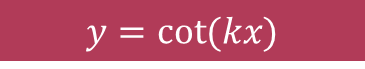 y = cot(kx)